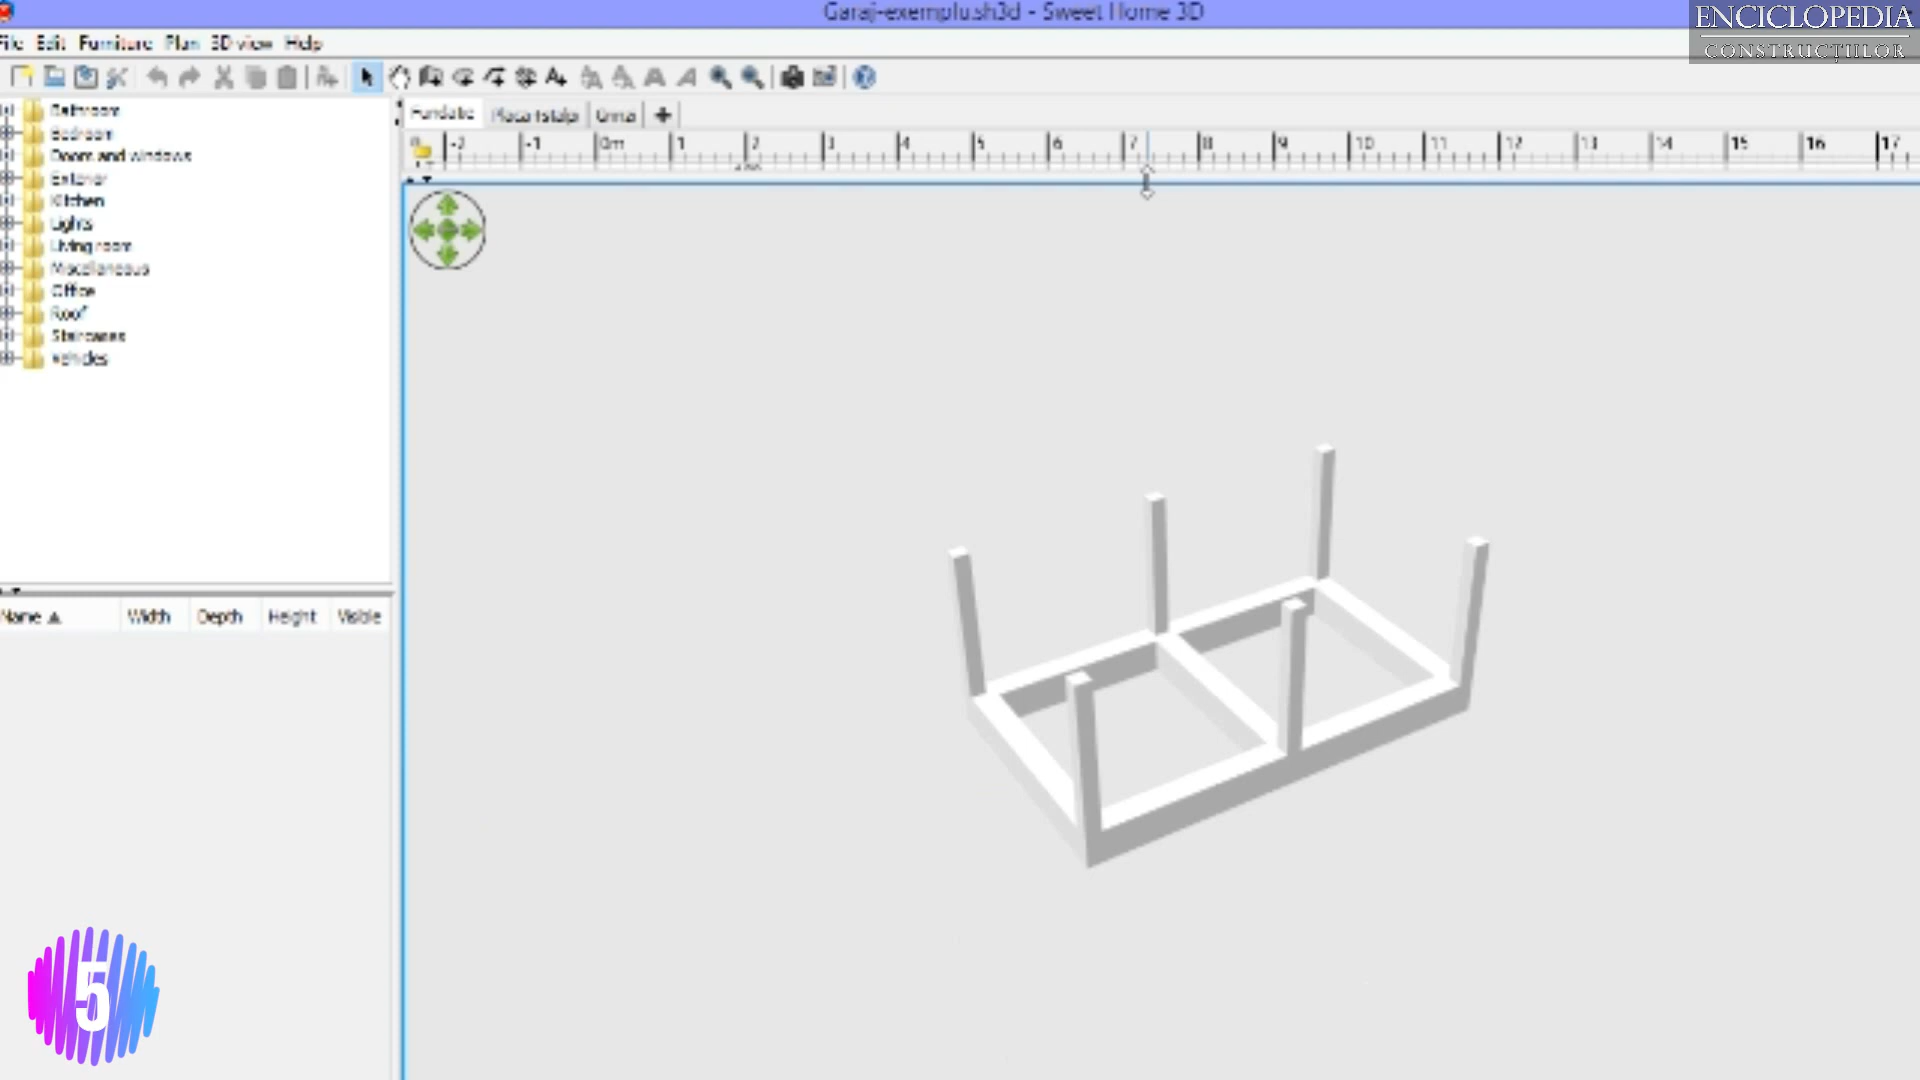 Garaj-exemplu.sh3d - Sweet Home 3D
ENCICLOPEDIA
CONSTRUCȚIILOR
File Edit Furniture Plan 3D view Help
Fundatie Placa+stalpi Grinzi
-2 -1 0m 1 2 3 4 5 6 7 8 9 10 11 12 13 14 15 16 17
Bathroom
Bedroom
Doors and windows
Exterior
Kitchen
Lights
Living room
Miscellaneous
Office
Roof
Staircases
Vehicles
Name Width Depth Height Visible
5